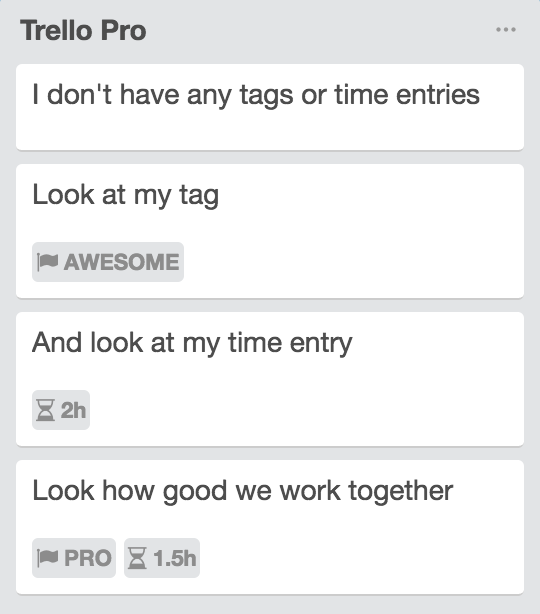 Trello Pro
I don't have any tags or time entries
Look at my tag
AWESOME
And look at my time entry
2h
Look how good we work together
PRO 1.5h